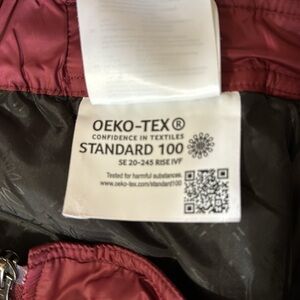 OEKO-TEX®
CONFIDENCE IN TEXTILES
STANDARD 100
SE 20-245 RISE IVF
Tested for harmful substances.
www.oeko-tex.com/standard100